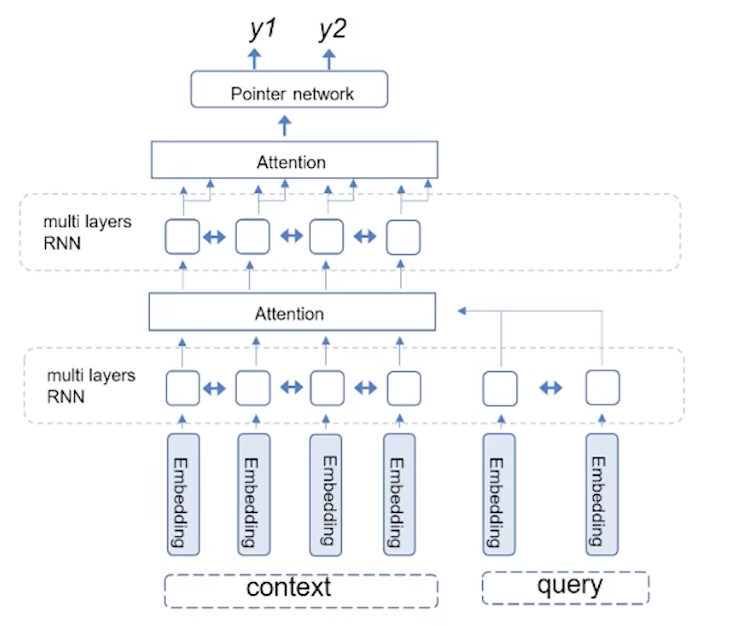 y1 y2
Pointer network
Attention
multi layers
RNN
Attention
multi layers
RNN
Embedding Embedding Embedding Embedding Embedding Embedding
context query